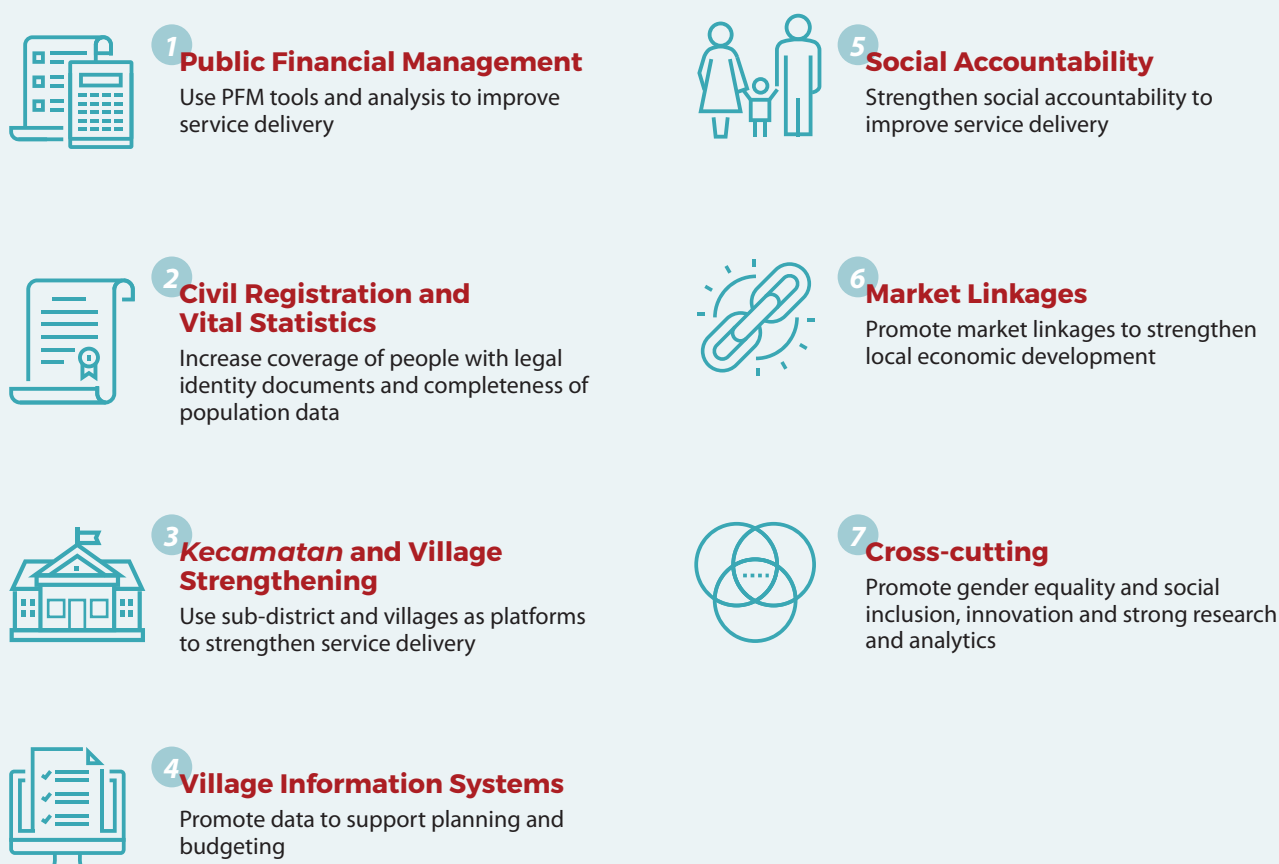 1
Public Financial Management
Use PFM tools and analysis to improve
service delivery
2
Civil Registration and
Vital Statistics
Increase coverage of people with legal
identity documents and completeness of
population data
3
Kecamatan and Village
Strengthening
Use sub-district and villages as platforms
to strengthen service delivery
4
Village Information Systems
Promote data to support planning and
budgeting
5
Social Accountability
Strengthen social accountability to
improve service delivery
6
Market Linkages
Promote market linkages to strengthen
local economic development
7
Cross-cutting
Promote gender equality and social
inclusion, innovation and strong research
and analytics